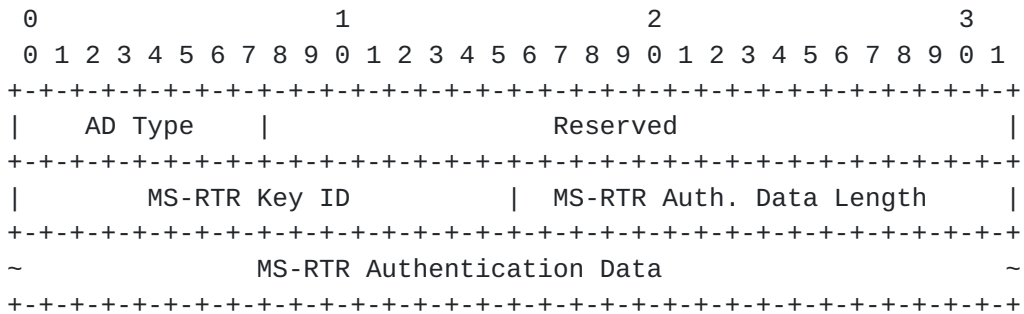 0                   1                   2                   3
 0 1 2 3 4 5 6 7 8 9 0 1 2 3 4 5 6 7 8 9 0 1 2 3 4 5 6 7 8 9 0 1
+-+-+-+-+-+-+-+-+-+-+-+-+-+-+-+-+-+-+-+-+-+-+-+-+-+-+-+-+-+-+-+-+
|    AD Type    |                  Reserved                     |
+-+-+-+-+-+-+-+-+-+-+-+-+-+-+-+-+-+-+-+-+-+-+-+-+-+-+-+-+-+-+-+-+
|        MS-RTR Key ID          |  MS-RTR Auth. Data Length     |
+-+-+-+-+-+-+-+-+-+-+-+-+-+-+-+-+-+-+-+-+-+-+-+-+-+-+-+-+-+-+-+-+
~               MS-RTR Authentication Data                      ~
+-+-+-+-+-+-+-+-+-+-+-+-+-+-+-+-+-+-+-+-+-+-+-+-+-+-+-+-+-+-+-+-+